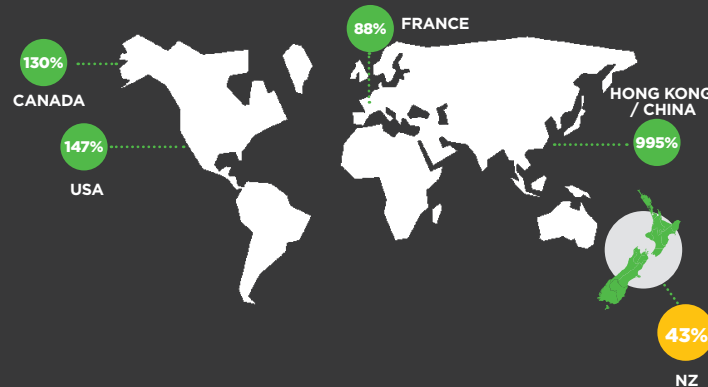 88%
FRANCE
130%
CANADA
HONG KONG
/ CHINA
995%
147%
USA
43%
NZ